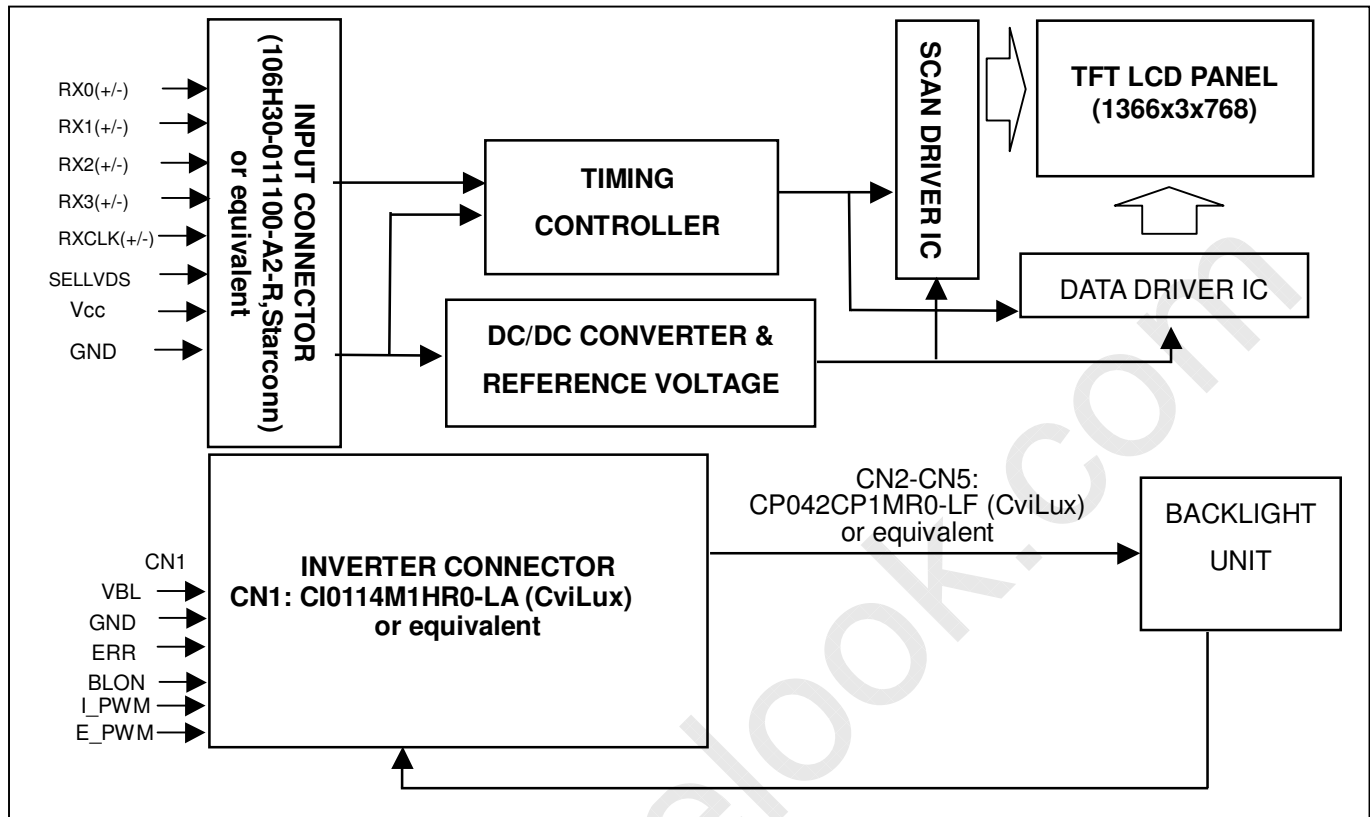 RX0(+/-)
RX1(+/-)
RX2(+/-)
RX3(+/-)
RXCLK(+/-)
SELLVDS
Vcc
GND
INPUT CONNECTOR
(106H30-011100-A2-R,Starconn)
or equivalent
TIMING
CONTROLLER
DC/DC CONVERTER &
REFERENCE VOLTAGE
SCAN DRIVER IC
TFT LCD PANEL
(1366x3x768)
DATA DRIVER IC
CN1
VBL
GND
ERR
BLON
I_PWM
E_PWM
INVERTER CONNECTOR
CN1: CI0114M1HR0-LA (CviLux)
or equivalent
CN2-CN5:
CP042CP1MR0-LF (CviLux)
or equivalent
BACKLIGHT
UNIT
elook.com